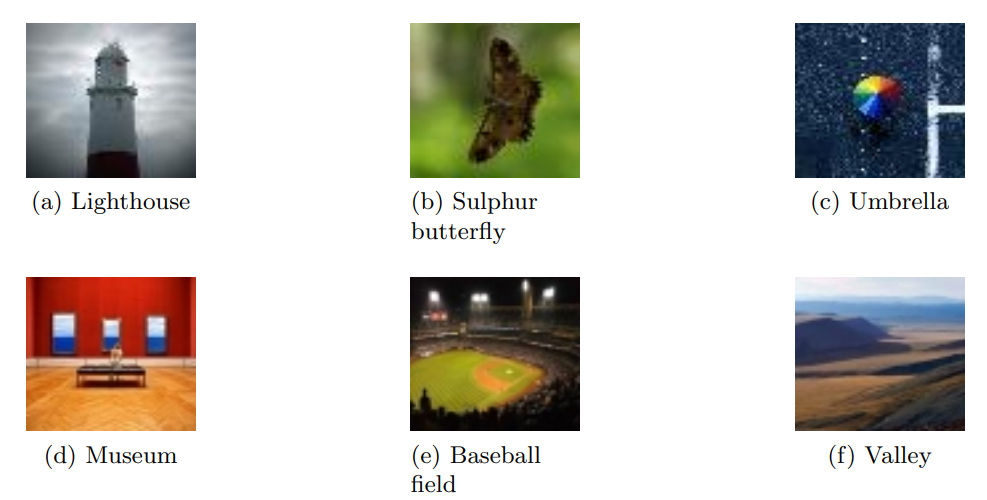 (a) Lighthouse
(b) Sulphur
butterfly
(c) Umbrella
(d) Museum
(e) Baseball
field
(f) Valley